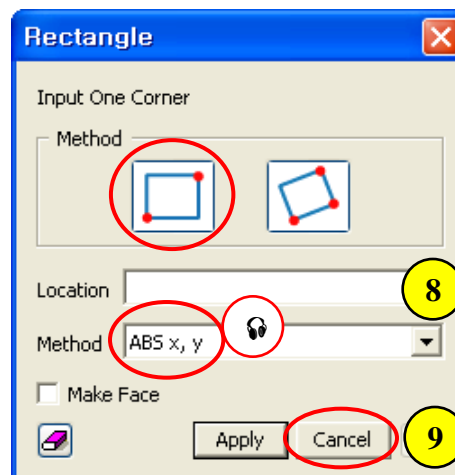 Rectangle
Input One Corner
Method
Location
8
Method ABS x, y
Make Face
Apply Cancel 9